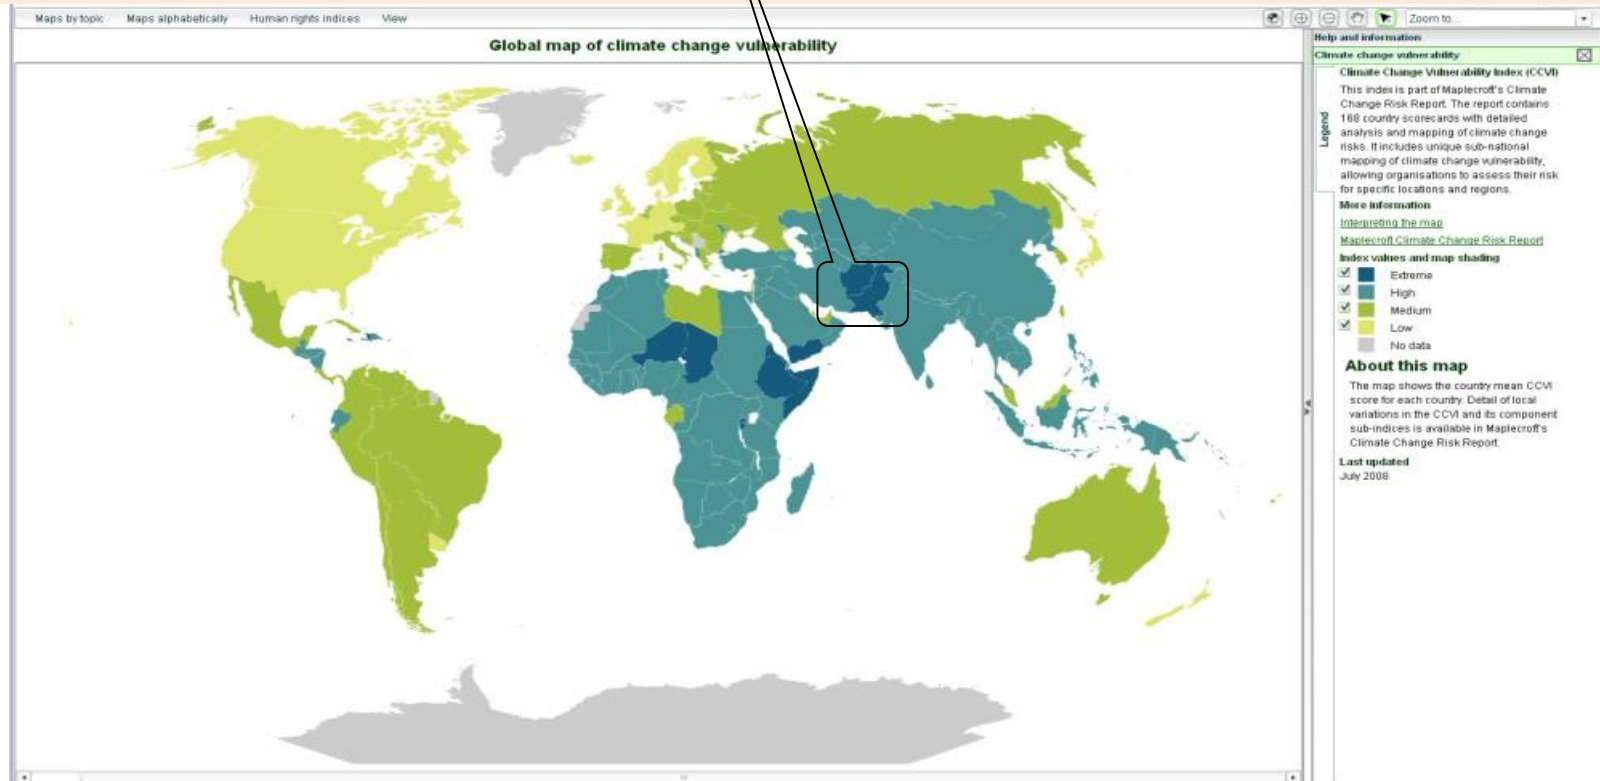 Maps by topic Maps alphabetically Human rights indices View
Zoom to...
Global map of climate change vulnerability
Help and information
Climate change vulnerability
Legend
Climate Change Vulnerability Index (CCVI)
This index is part of Maplecroft's Climate
Change Risk Report. The report contains
168 country scorecards with detailed
analysis and mapping of climate change
risks. It includes unique sub-national
mapping of climate change vulnerability,
allowing organisations to assess their risk
for specific locations and regions.
More information
Interpreting the map
Maplecroft Climate Change Risk Report
Index values and map shading
Extreme
High
Medium
Low
No data
About this map
The map shows the country mean CCVI
score for each country. Detail of local
variations in the CCVI and its component
sub-indices is available in Maplecroft's
Climate Change Risk Report.
Last updated
July 2008